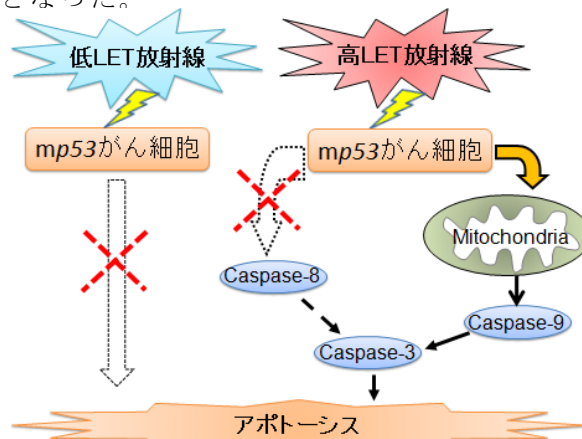 となった。
低LET放射線
高LET放射線
mp53がん細胞
mp53がん細胞
Mitochondria
Caspase-8
Caspase-9
Caspase-3
アポトーシス